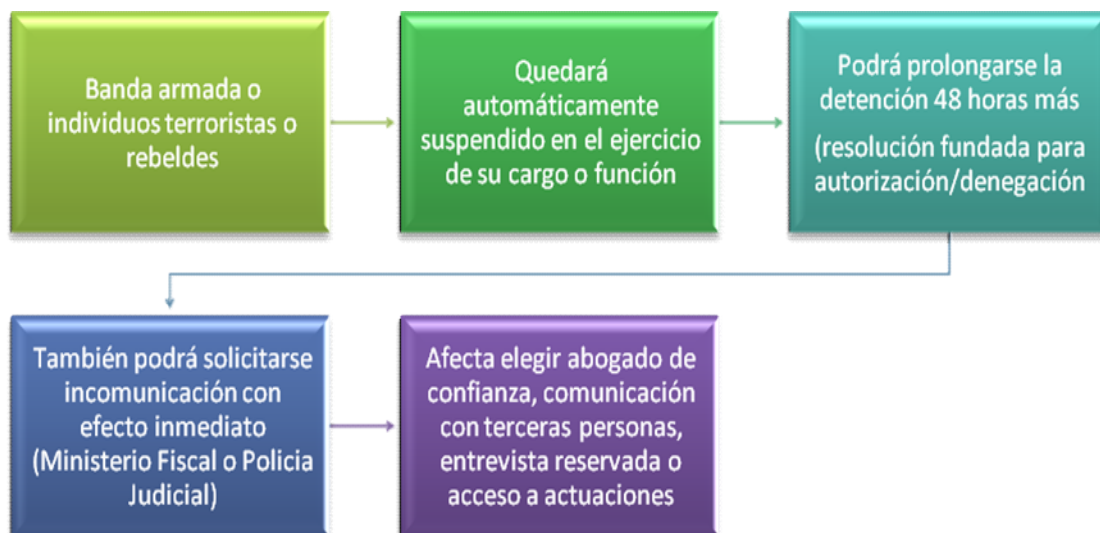 Banda armada o
individuos terroristas o
rebeldes
Quedará
automáticamente
suspendido en el ejercicio
de su cargo o función
Podrá prolongarse la
detención 48 horas más
(resolución fundada para
autorización/denegación
También podrá solicitarse
incomunicación con
efecto inmediato
(Ministerio Fiscal o Policia
Judicial)
Afecta elegir abogado de
confianza, comunicación
con terceras personas,
entrevista reservada o
acceso a actuaciones